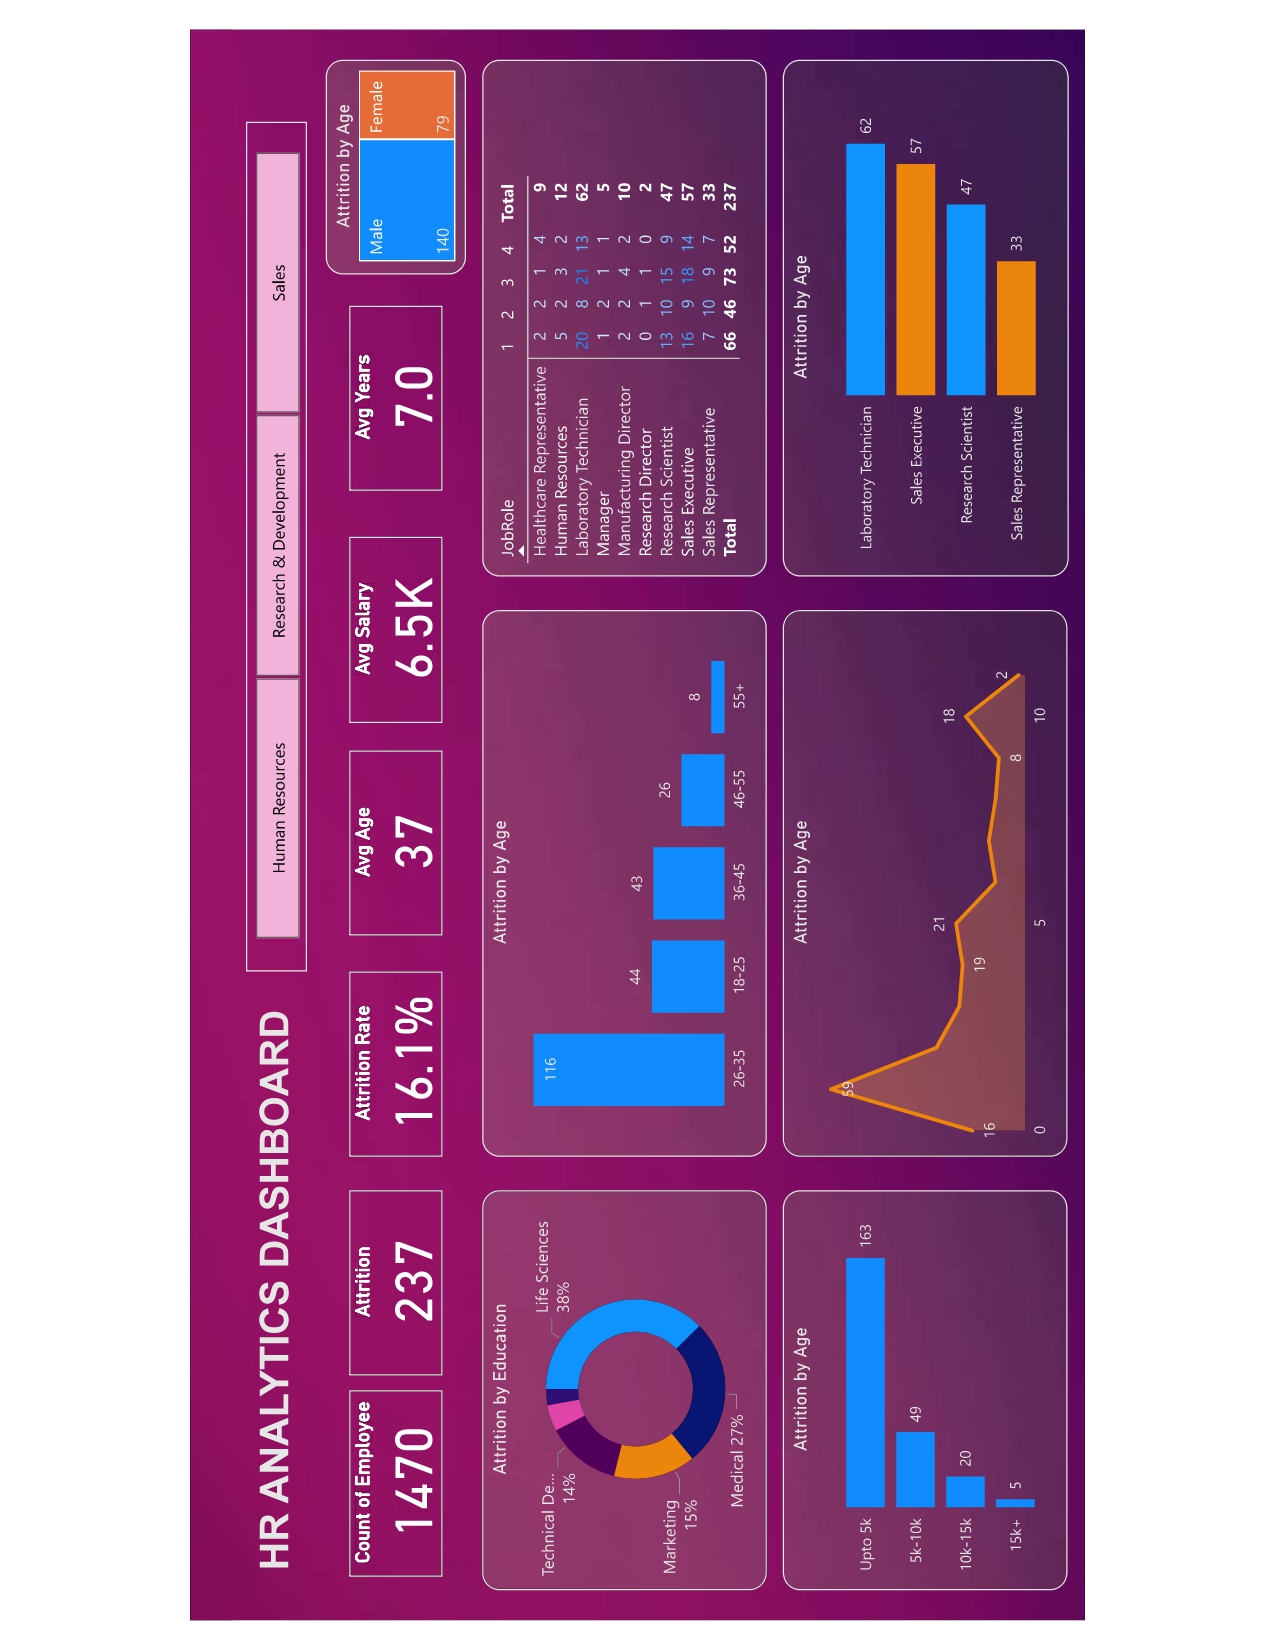 HR ANALYTICS DASHBOARD
Human Resources
Research & Development
Sales
Count of Employee
1470
Attrition
237
Attrition Rate
16.1%
Avg Age
37
Avg Salary
6.5K
Avg Years
7.0
Attrition by Age
Male
Female
140
79
Attrition by Education
Technical De...
14%
Life Sciences
38%
Marketing
15%
Medical 27%
Attrition by Age
116
44
43
26
8
26-35
18-25
36-45
46-55
55+
JobRole 1 2 3 4 Total
Healthcare Representative 2 2 1 4 9
Human Resources 5 2 3 2 12
Laboratory Technician 20 8 21 13 62
Manager 1 2 1 1 5
Manufacturing Director 2 2 4 2 10
Research Director 0 1 1 0 2
Research Scientist 13 10 15 9 47
Sales Executive 16 9 18 14 57
Sales Representative 7 10 9 7 33
Total 66 46 73 52 237
Attrition by Age
Upto 5k 163
5k-10k 49
10k-15k 20
15k+ 5
Attrition by Age
59
21
18
16
19
8
2
0 5 10
Attrition by Age
Laboratory Technician 62
Sales Executive 57
Research Scientist 47
Sales Representative 33